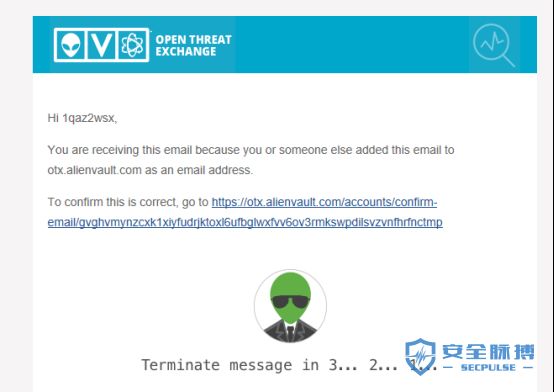 OPEN THREAT
EXCHANGE
Hi 1qaz2wsx,
You are receiving this email because you or someone else added this email to
otx.alienvault.com as an email address.
To confirm this is correct, go to https://otx.alienvault.com/accounts/confirm-
email/gvghvmynzcxk1xiyfudrjktoxl6ufbglwxfvv6ov3rmkswpdilsvzvnfhrfnctmp
安全脉搏
SECPULSE
Terminate message in 3... 2... 1...